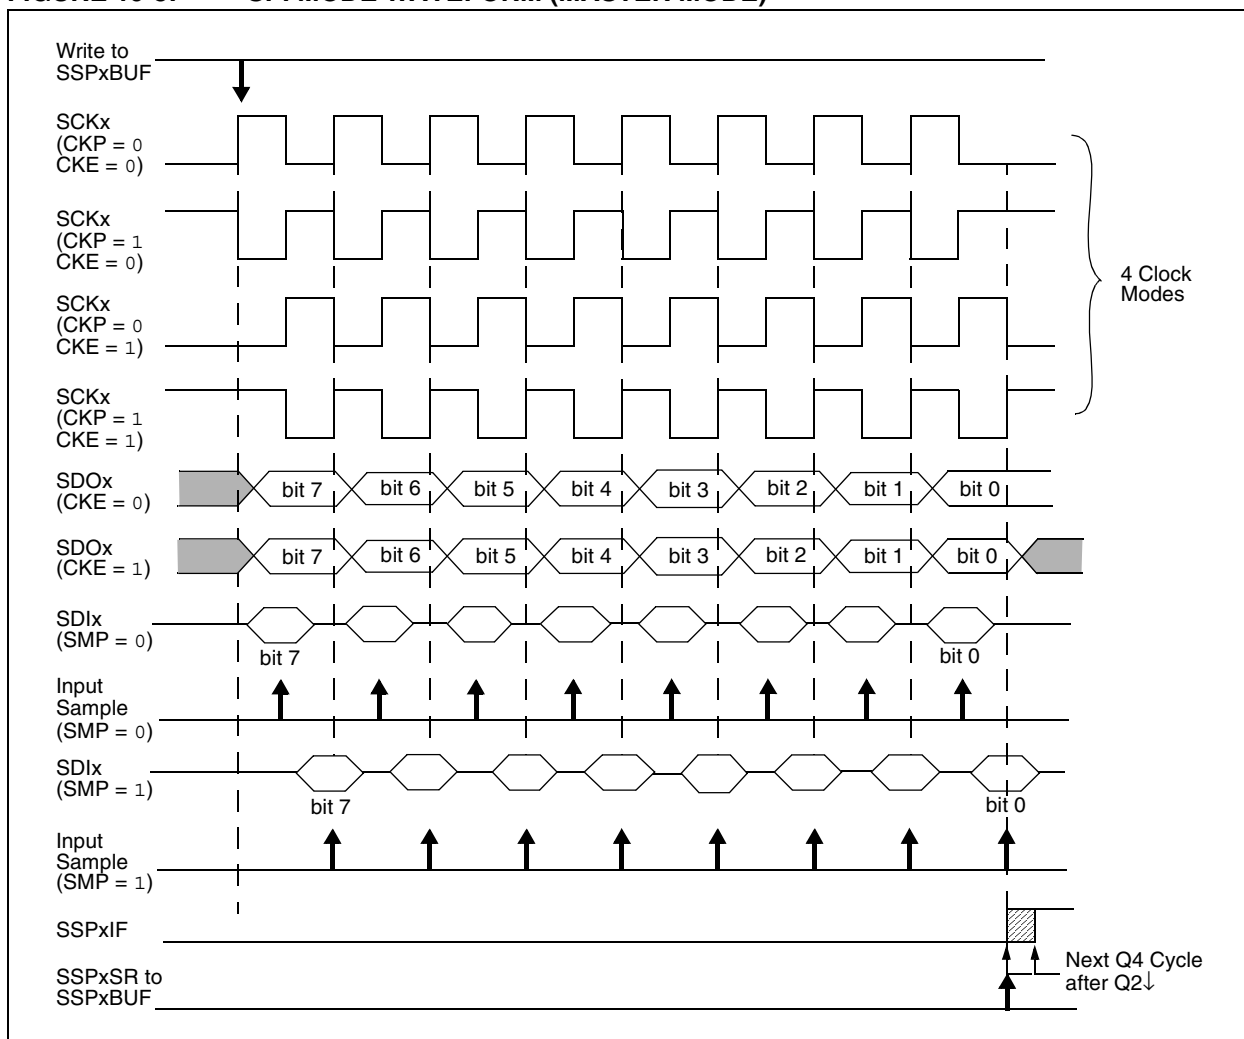 Write to
SSPxBUF
SCKx
(CKP = 0
CKE = 0)
SCKx
(CKP = 1
CKE = 0)
SCKx
(CKP = 0
CKE = 1)
SCKx
(CKP = 1
CKE = 1)
4 Clock
Modes
SDOx
(CKE = 0)
bit 7 bit 6 bit 5 bit 4 bit 3 bit 2 bit 1 bit 0
SDOx
(CKE = 1)
bit 7 bit 6 bit 5 bit 4 bit 3 bit 2 bit 1 bit 0
SDIx
(SMP = 0)
bit 7 bit 0
Input
Sample
(SMP = 0)
SDIx
(SMP = 1)
bit 7 bit 0
Input
Sample
(SMP = 1)
SSPxIF
SSPxSR to
SSPxBUF
Next Q4 Cycle
after Q2↓